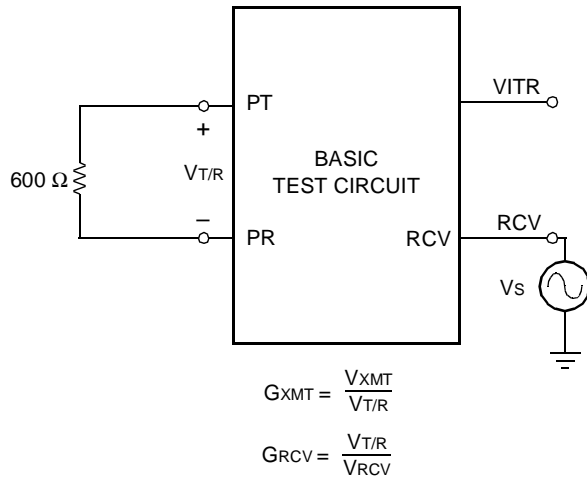 VITR
PT
+
BASIC
TEST CIRCUIT
600 Ω
VT/R
–
PR
RCV
RCV
VS
GXMT = VXMT / VT/R
GRCV = VT/R / VRCV